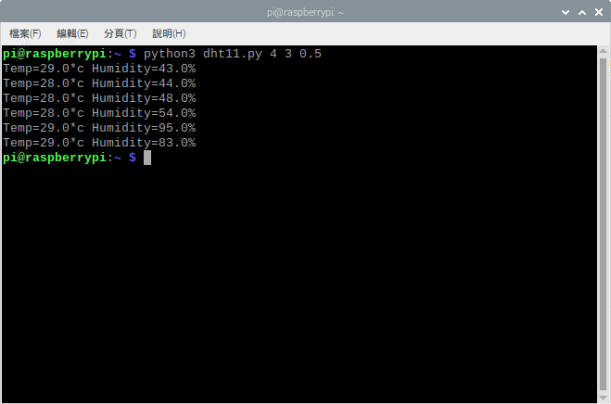 pi@raspberrypi: ~
檔案(F) 編輯(E) 分頁(T) 說明(H)
pi@raspberrypi:~ $ python3 dht11.py 4 3 0.5
Temp=29.0*c Humidity=43.0%
Temp=28.0*c Humidity=44.0%
Temp=28.0*c Humidity=48.0%
Temp=28.0*c Humidity=54.0%
Temp=29.0*c Humidity=95.0%
Temp=29.0*c Humidity=83.0%
pi@raspberrypi:~ $